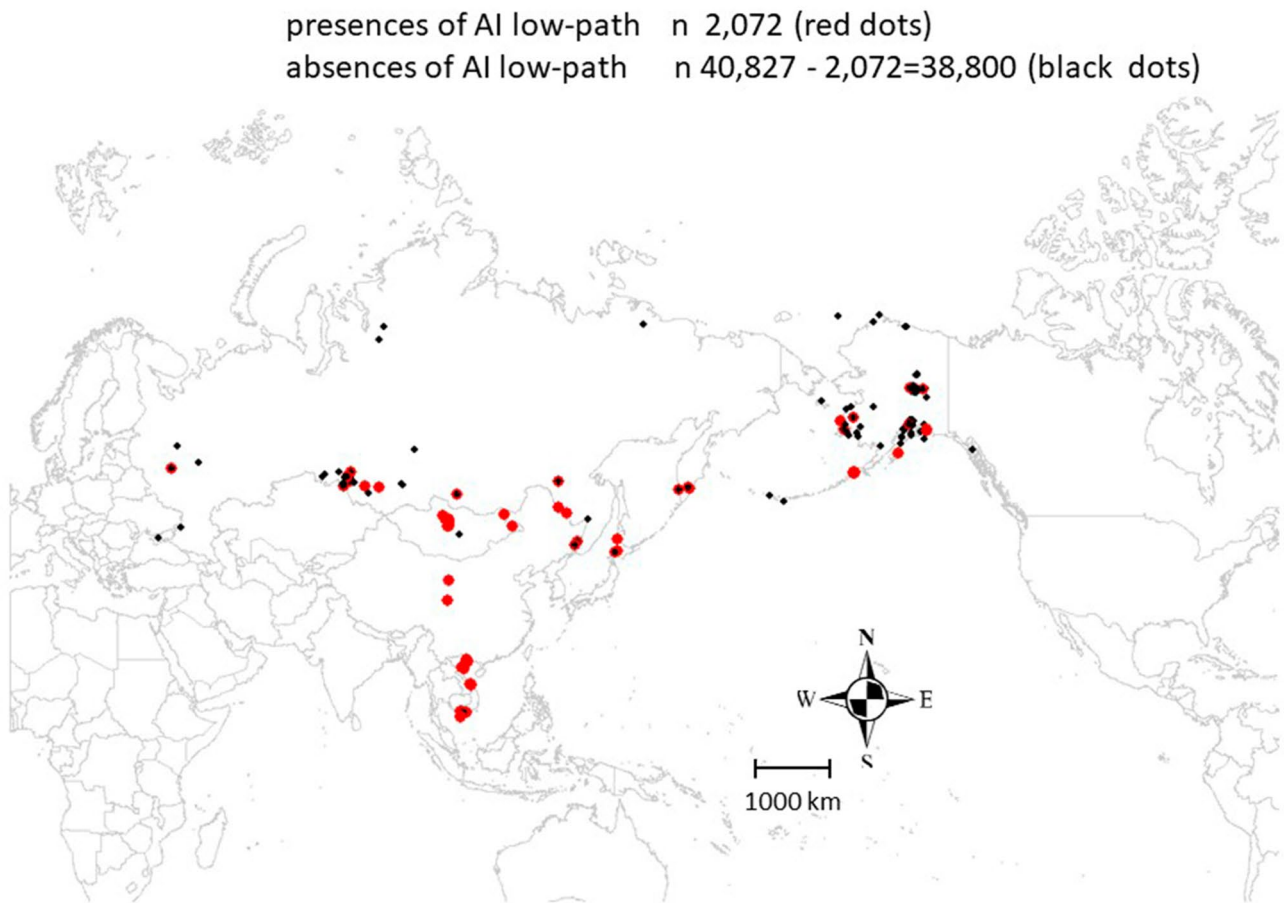 presences of AI low-path n 2,072 (red dots)
absences of AI low-path n 40,827 - 2,072=38,800 (black dots)
N
W E
S
1000 km